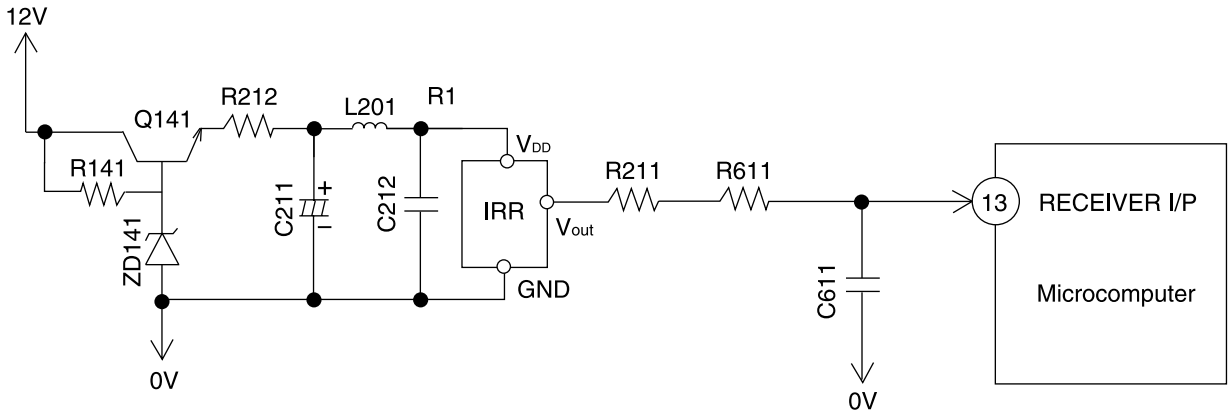 12V
Q141
R212
L201
R1
R141
ZD141
C211
+
–
C212
VDD
IRR
Vout
GND
R211
R611
C611
13
RECEIVER I/P
Microcomputer
0V
0V